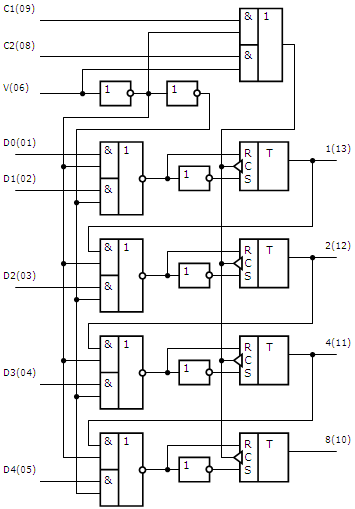 C1(09)
& 1
C2(08)
&
V(06)
1 1
D0(01)
& 1
R T
1(13)
C
D1(02)
&
1
S
& 1
R T
2(12)
C
D2(03)
&
1
S
& 1
R T
4(11)
C
D3(04)
&
1
S
& 1
R T
8(10)
C
D4(05)
&
1
S